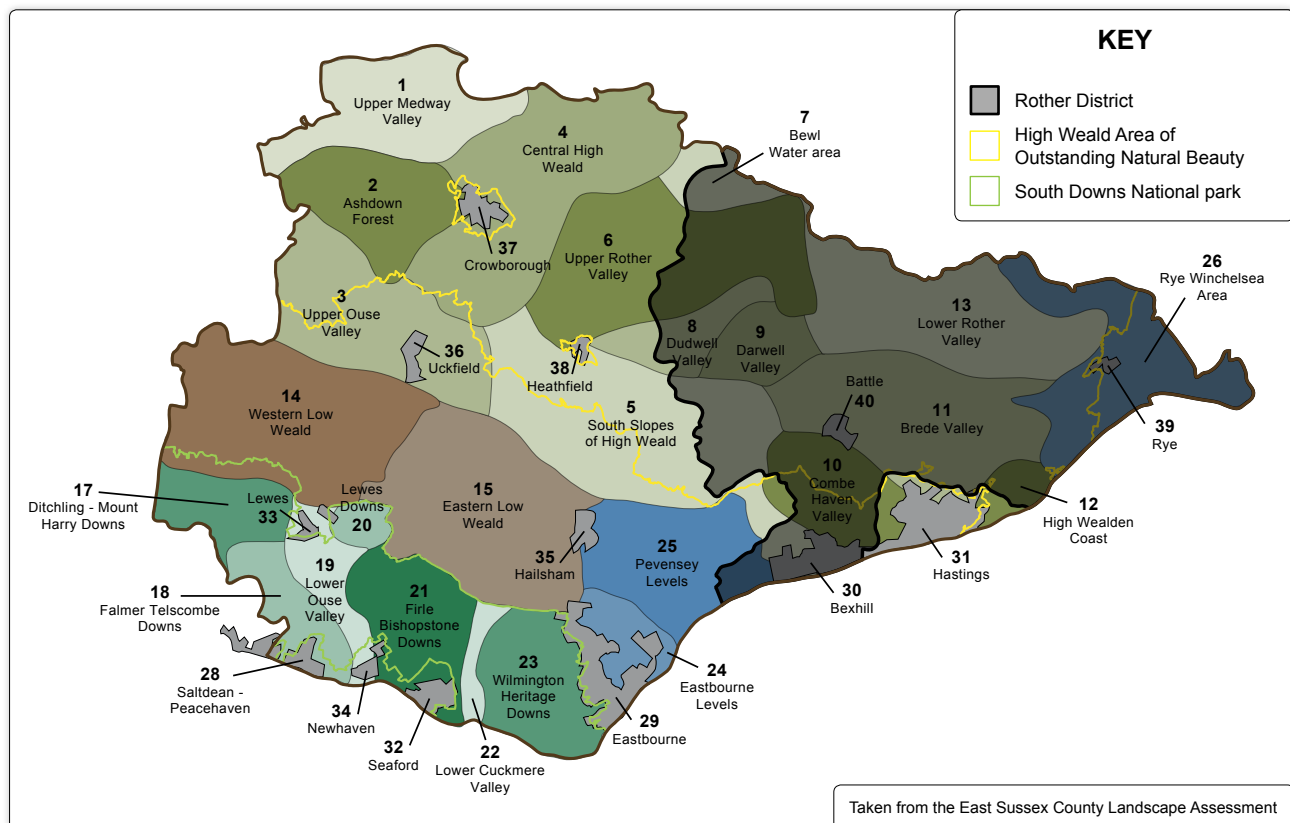 KEY
Rother District
High Weald Area of
Outstanding Natural Beauty
South Downs National park
1
Upper Medway
Valley
2
Ashdown
Forest
3
Upper Ouse
Valley
4
Central High
Weald
5
South Slopes
of High Weald
6
Upper Rother
Valley
7
Bewl
Water area
8
Dudwell
Valley
9
Darwell
Valley
10
Combe
Haven
Valley
11
Brede Valley
12
High Wealden
Coast
13
Lower Rother
Valley
14
Western Low
Weald
15
Eastern Low
Weald
17
Ditchling - Mount
Harry Downs
18
Falmer Telscombe
Downs
19
Lower
Ouse
Valley
Lewes
Downs
20
21
Firle
Bishopstone
Downs
22
Lower Cuckmere
Valley
23
Wilmington
Heritage
Downs
24
Eastbourne
Levels
25
Pevensey
Levels
26
Rye Winchelsea
Area
28
Saltdean -
Peacehaven
29
Eastbourne
30
Bexhill
31
Hastings
32
Seaford
Lewes
33
34
Newhaven
35
Hailsham
36
Uckfield
37
Crowborough
38
Heathfield
39
Rye
Battle
40
Taken from the East Sussex County Landscape Assessment